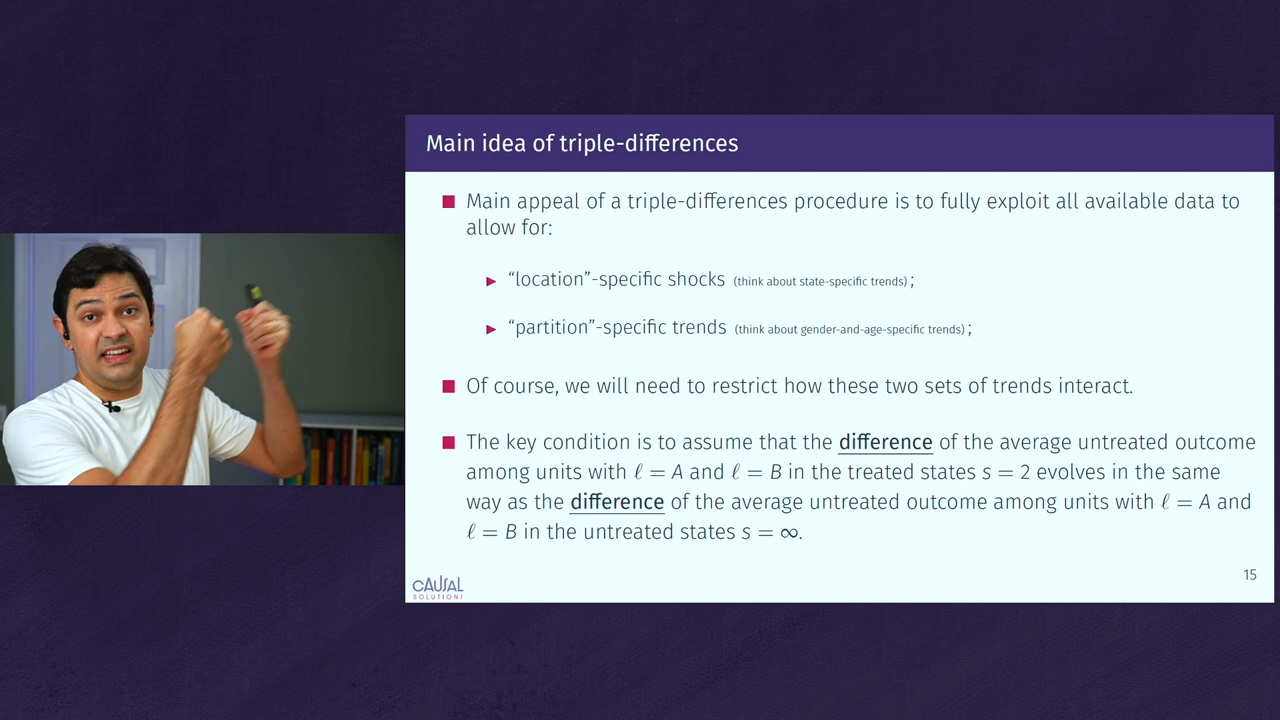 Main idea of triple-differences
■ Main appeal of a triple-differences procedure is to fully exploit all available data to
allow for:
▶ “location”-specific shocks (think about state-specific trends) ;
▶ “partition”-specific trends (think about gender-and-age-specific trends) ;
■ Of course, we will need to restrict how these two sets of trends interact.
■ The key condition is to assume that the difference of the average untreated outcome
among units with ℓ = A and ℓ = B in the treated states s = 2 evolves in the same
way as the difference of the average untreated outcome among units with ℓ = A and
ℓ = B in the untreated states s = ∞.
15
CAUSAL
SOLUTIONS